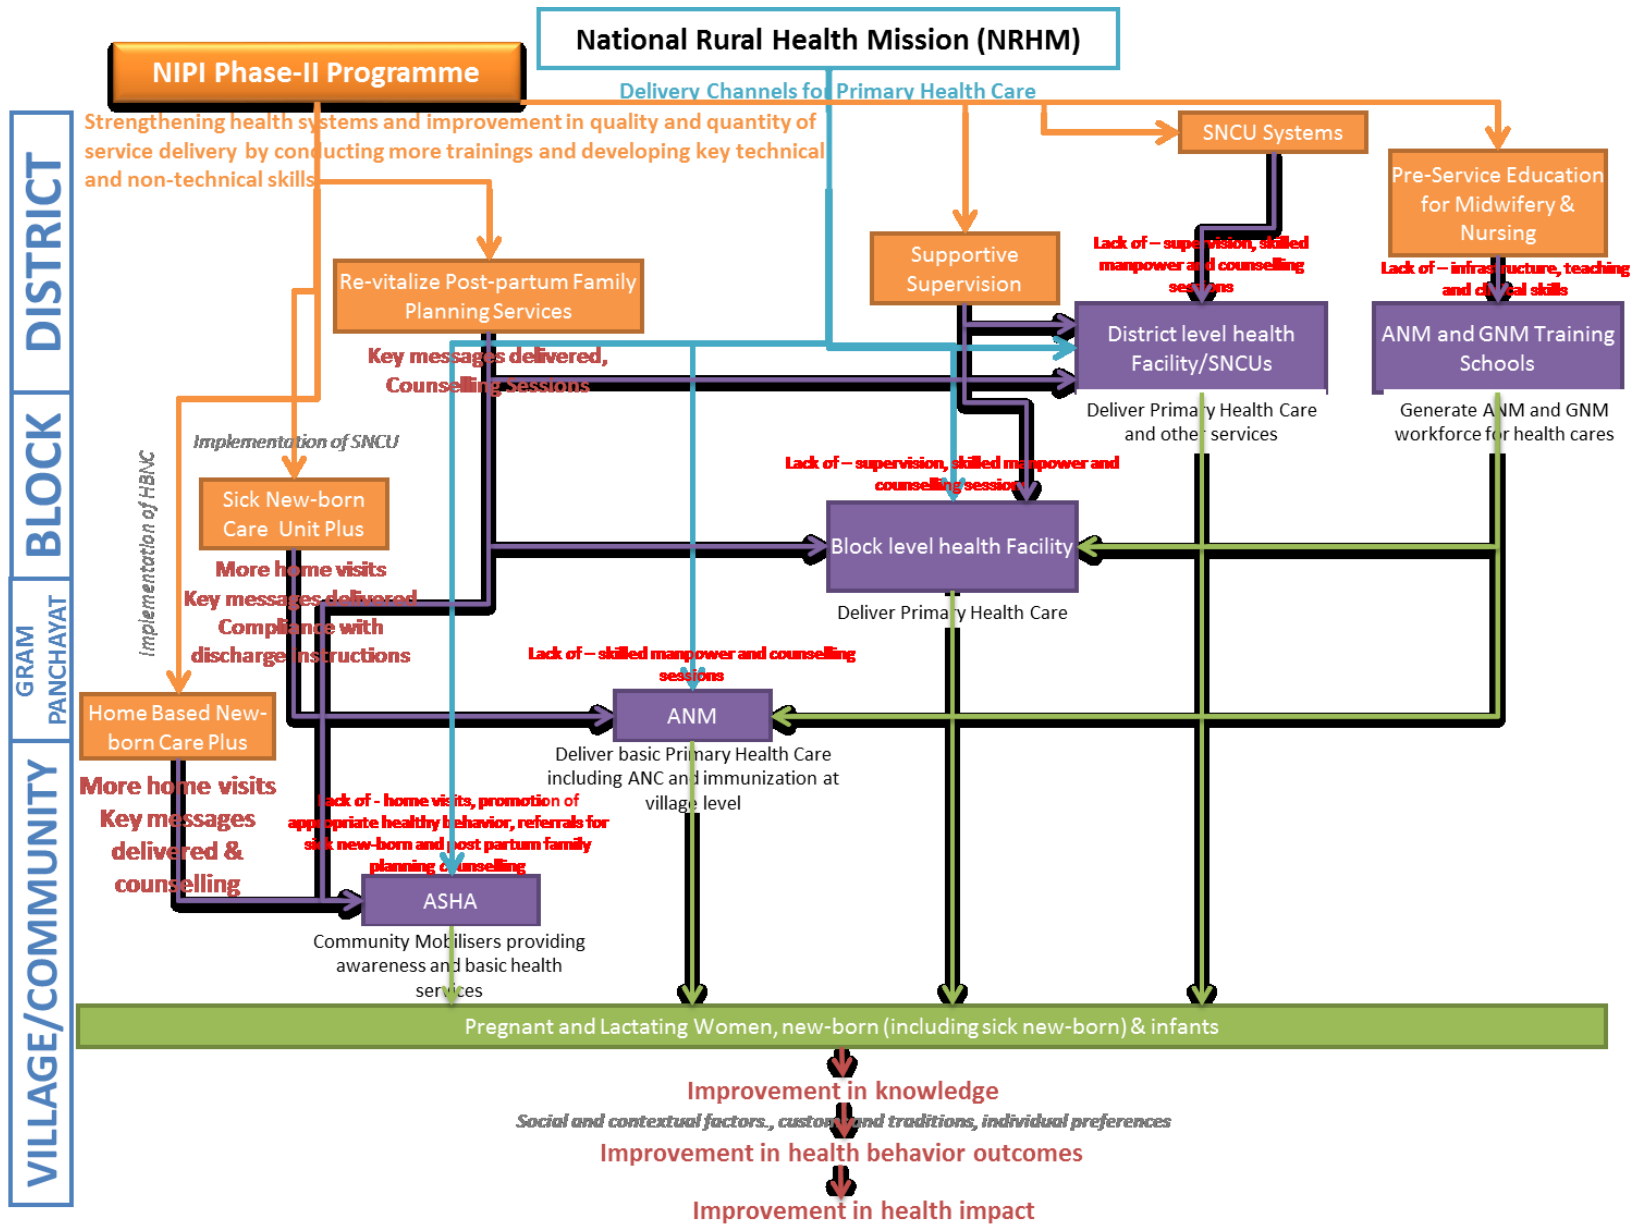 National Rural Health Mission (NRHM)
NIPI Phase-II Programme
Delivery Channels for Primary Health Care
Strengthening health systems and improvement in quality and quantity of
service delivery by conducting more trainings and developing key technical
and non-technical skills
SNCU Systems
Pre-Service Education
for Midwifery &
Nursing
DISTRICT
Supportive
Supervision
Lack of – supervision, skilled
manpower and counselling
sessions
Lack of – infrastructure, teaching
and clinical skills
Re-vitalize Post-partum Family
Planning Services
District level health
Facility/SNCUs
ANM and GNM Training
Schools
Key messages delivered,
Counselling Sessions
Deliver Primary Health Care
and other services
Generate ANM and GNM
workforce for health cares
BLOCK
Implementation of SNCU
Implementation of HBNC
Lack of – supervision, skilled manpower and
counselling sessions
Sick New-born
Care Unit Plus
Block level health Facility
More home visits
Key messages delivered
Compliance with
discharge instructions
Deliver Primary Health Care
GRAM
PANCHAYAT
Lack of – skilled manpower and counselling
sessions
Home Based New-
born Care Plus
ANM
Deliver basic Primary Health Care
including ANC and immunization at
village level
VILLAGE/COMMUNITY
More home visits
Key messages
delivered &
counselling
Lack of - home visits, promotion of
appropriate healthy behavior, referrals for
sick new-born and post partum family
planning counselling
ASHA
Community Mobilisers providing
awareness and basic health
services
Pregnant and Lactating Women, new-born (including sick new-born) & infants
Improvement in knowledge
Social and contextual factors., customs and traditions, individual preferences
Improvement in health behavior outcomes
Improvement in health impact